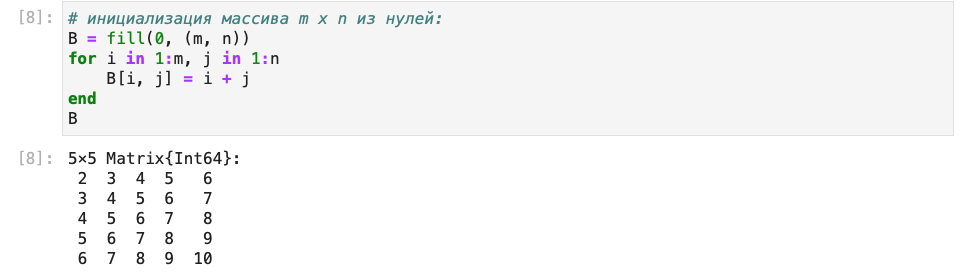 [8]: # инициализация массива m x n из нулей:
B = fill(0, (m, n))
for i in 1:m, j in 1:n
    B[i, j] = i + j
end
B
[8]: 5×5 Matrix{Int64}:
 2  3  4  5   6
 3  4  5  6   7
 4  5  6  7   8
 5  6  7  8   9
 6  7  8  9  10